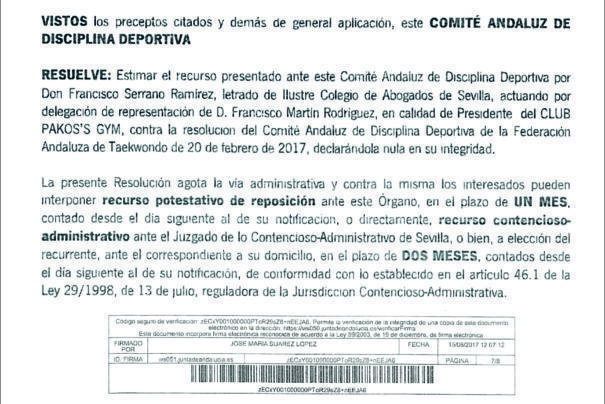 VISTOS los preceptos citados y demás de general aplicación, este COMITÉ ANDALUZ DE
DISCIPLINA DEPORTIVA
RESUELVE: Estimar el recurso presentado ante este Comité Andaluz de Disciplina Deportiva por
Don Francisco Serrano Ramírez, letrado de Ilustre Colegio de Abogados de Sevilla, actuando por
delegación de representación de D. Francisco Martin Rodriguez, en calidad de Presidente del CLUB
PAKOS'S GYM, contra la resolucion del Comité Andaluz de Disciplina Deportiva de la Federación
Andaluza de Taekwondo de 20 de febrero de 2017, declarándola nula en su integridad.
La presente Resolución agota la vía administrativa y contra la misma los interesados pueden
interponer recurso potestativo de reposición ante este Órgano, en el plazo de UN MES,
contado desde el día siguiente al de su notificación, o directamente, recurso contencioso-
administrativo ante el Juzgado de lo Contencioso-Administrativo de Sevilla, o bien, a elección del
recurrente, ante el correspondiente a su domicilio, en el plazo de DOS MESES, contados desde
el día siguiente al de su notificación, de conformidad con lo establecido en el artículo 46.1 de la
Ley 29/1998, de 13 de julio, reguladora de la Jurisdiccion Contencioso-Administrativa.
Código seguro de verificación: zECxY001000000PToR29sZ8+nEEJA6. Permite la verificación de la integridad de una copia de este documento
electrónico en la dirección: https://ws050.juntadeandalucia.es/verificarFirma
Este documento incorpora firma electrónica reconocida de acuerdo a la Ley 59/2003, de 19 de diciembre, de firma electrónica
FIRMADO POR JOSE MARIA SUAREZ LOPEZ FECHA 15/06/2017 12:07:12
ID. FIRMA ws051.juntadeandalucia.es zECxY001000000PToR29sZ8+nEEJA6 PÁGINA 7/8
zECxY001000000PToR29sZ8+nEEJA6